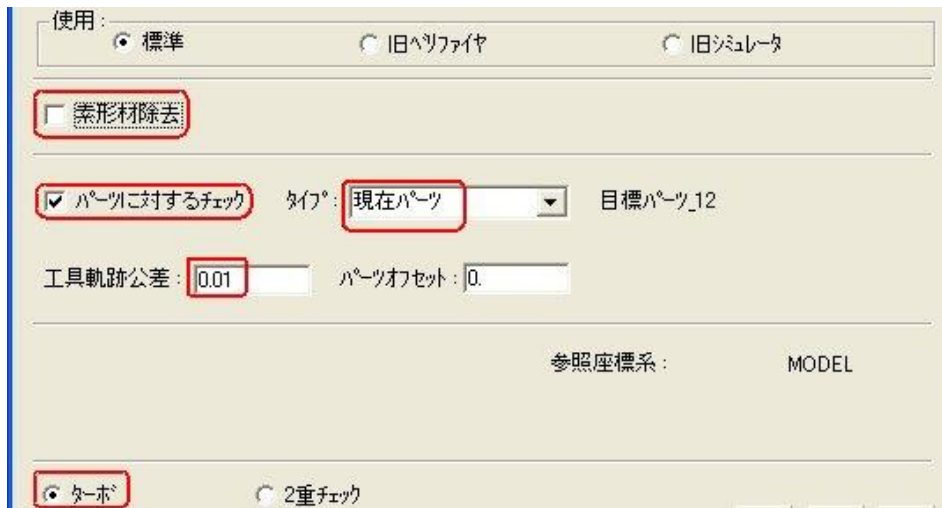 使用：
標準 旧ﾍﾞﾘﾌｧｲﾔ 旧ｼﾐｭﾚｰﾀ
素形材除去
ﾊﾟｰﾂに対するﾁｪｯｸ ﾀｲﾌﾟ： 現在ﾊﾟｰﾂ 目標ﾊﾟｰﾂ_12
工具軌跡公差： 0.01 ﾊﾟｰﾂｵﾌｾｯﾄ： 0.
参照座標系： MODEL
ﾀｰﾎﾞ 2重ﾁｪｯｸ